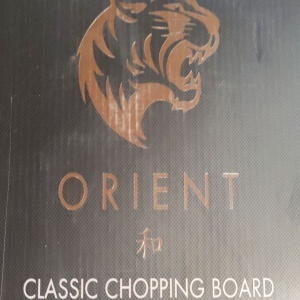 ORIENT
和
CLASSIC CHOPPING BOARD